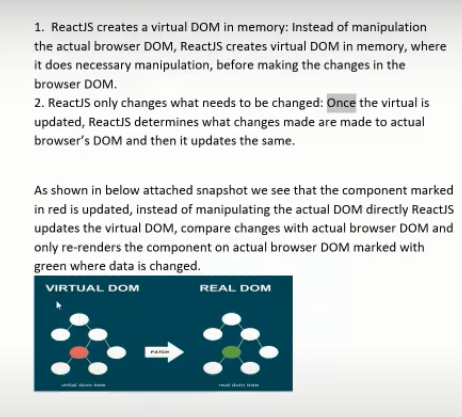 1. ReactJS creates a virtual DOM in memory: Instead of manipulation
the actual browser DOM, ReactJS creates virtual DOM in memory, where
it does necessary manipulation, before making the changes in the
browser DOM.
2. ReactJS only changes what needs to be changed: Once the virtual is
updated, ReactJS determines what changes made are made to actual
browser's DOM and then it updates the same.
As shown in below attached snapshot we see that the component marked
in red is updated, instead of manipulating the actual DOM directly ReactJS
updates the virtual DOM, compare changes with actual browser DOM and
only re-renders the component on actual browser DOM marked with
green where data is changed.
VIRTUAL DOM
REAL DOM
PATCH